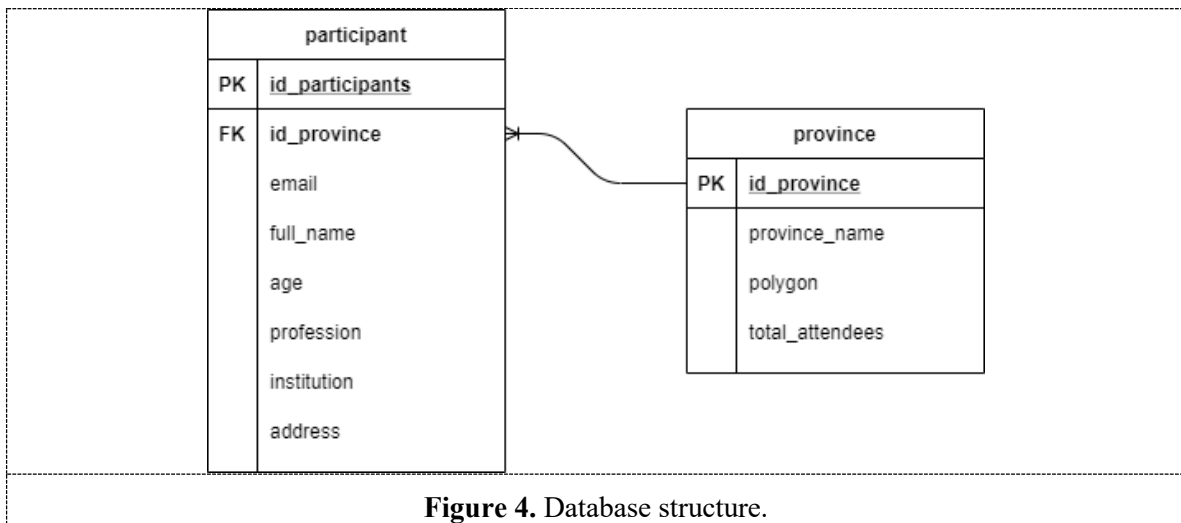 participant
PK id_participants
FK id_province
email
full_name
age
profession
institution
address
province
PK id_province
province_name
polygon
total_attendees
Figure 4. Database structure.